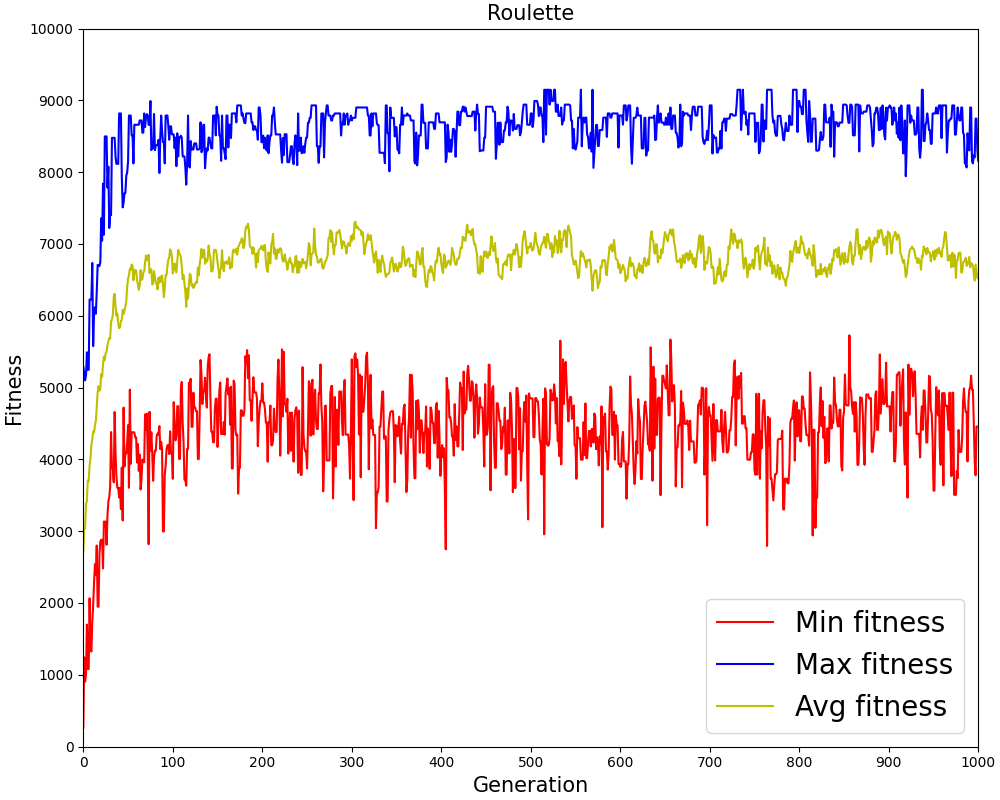 Roulette
Fitness
10000
9000
8000
7000
6000
5000
4000
3000
2000
1000
0
Min fitness
Max fitness
Avg fitness
0 100 200 300 400 500 600 700 800 900 1000
Generation